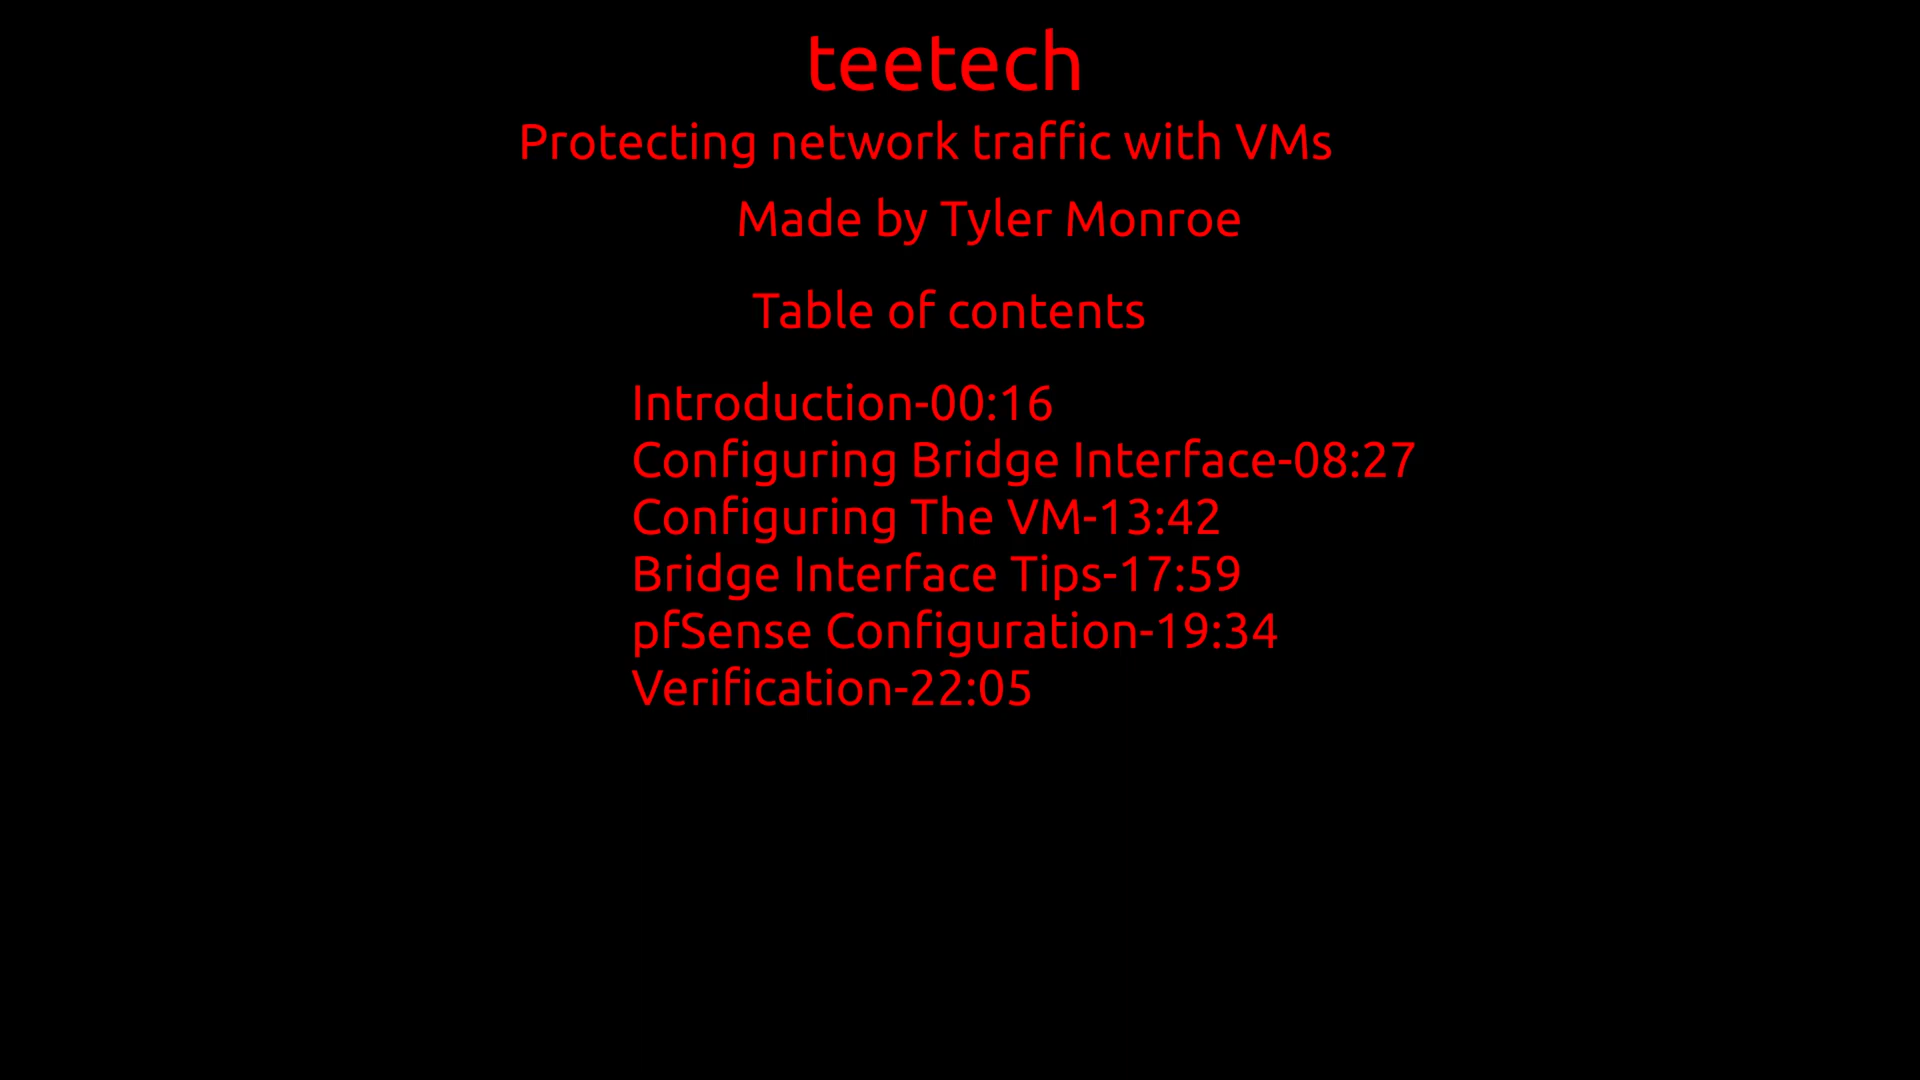 teetech
Protecting network traffic with VMs
Made by Tyler Monroe
Table of contents
Introduction-00:16
Configuring Bridge Interface-08:27
Configuring The VM-13:42
Bridge Interface Tips-17:59
pfSense Configuration-19:34
Verification-22:05